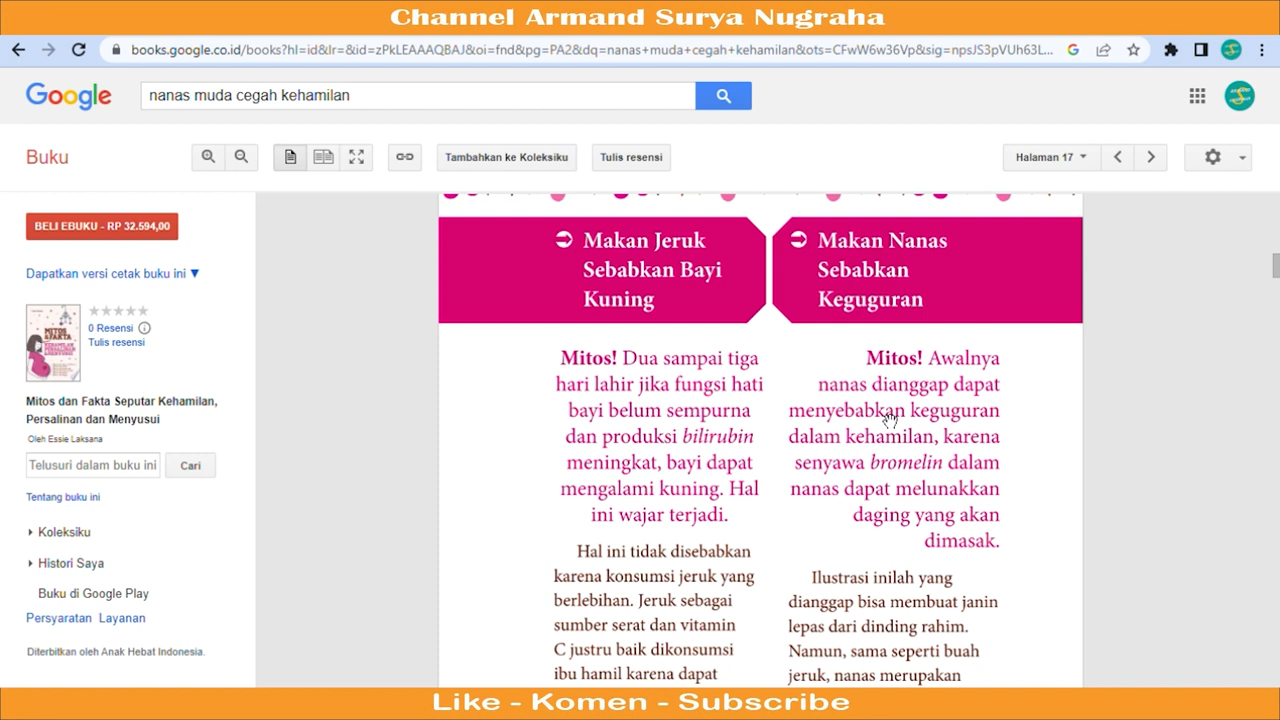 Channel Armand Surya Nugraha
books.google.co.id/books?hl=id&lr=&id=zPkLEAAAQBAJ&oi=fnd&pg=PA2&dq=nanas+muda+cegah+kehamilan&ots=CFwW6w36Vp&sig=npsJS3pVUh63L...
Google
nanas muda cegah kehamilan
Buku
Tambahkan ke Koleksiku
Tulis resensi
Halaman 17
BELI EBUKU - RP 32.594,00
Dapatkan versi cetak buku ini ▼
0 Resensi
Tulis resensi
MITOS
&FAKTA
Mitos dan Fakta Seputar Kehamilan,
Persalinan dan Menyusui
Oleh Essie Laksana
Telusuri dalam buku ini
Cari
Tentang buku ini
Koleksiku
Histori Saya
Buku di Google Play
Persyaratan Layanan
Diterbitkan oleh Anak Hebat Indonesia.
Makan Jeruk
Sebabkan Bayi
Kuning
Mitos! Dua sampai tiga
hari lahir jika fungsi hati
bayi belum sempurna
dan produksi bilirubin
meningkat, bayi dapat
mengalami kuning. Hal
ini wajar terjadi.
Hal ini tidak disebabkan
karena konsumsi jeruk yang
berlebihan. Jeruk sebagai
sumber serat dan vitamin
C justru baik dikonsumsi
ibu hamil karena dapat
Makan Nanas
Sebabkan
Keguguran
Mitos! Awalnya
nanas dianggap dapat
menyebabkan keguguran
dalam kehamilan, karena
senyawa bromelin dalam
nanas dapat melunakkan
daging yang akan
dimasak.
Ilustrasi inilah yang
dianggap bisa membuat janin
lepas dari dinding rahim.
Namun, sama seperti buah
jeruk, nanas merupakan
Like - Komen - Subscribe